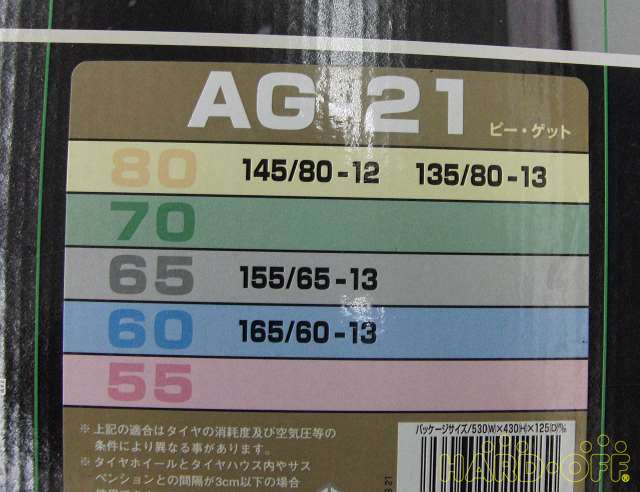 AG-21 ビー・ゲット
80 145/80-12 135/80-13
70
65 155/65-13
60 165/60-13
55
※上記の適合はタイヤの消耗度及び空気圧等の
条件により異なる事があります。
※タイヤホイールとタイヤハウス内やサス
ペンションとの間隔が3cm以下の場合
パッケージサイズ/530(W)×430(H)×125(D)㎜
HARD・OFF